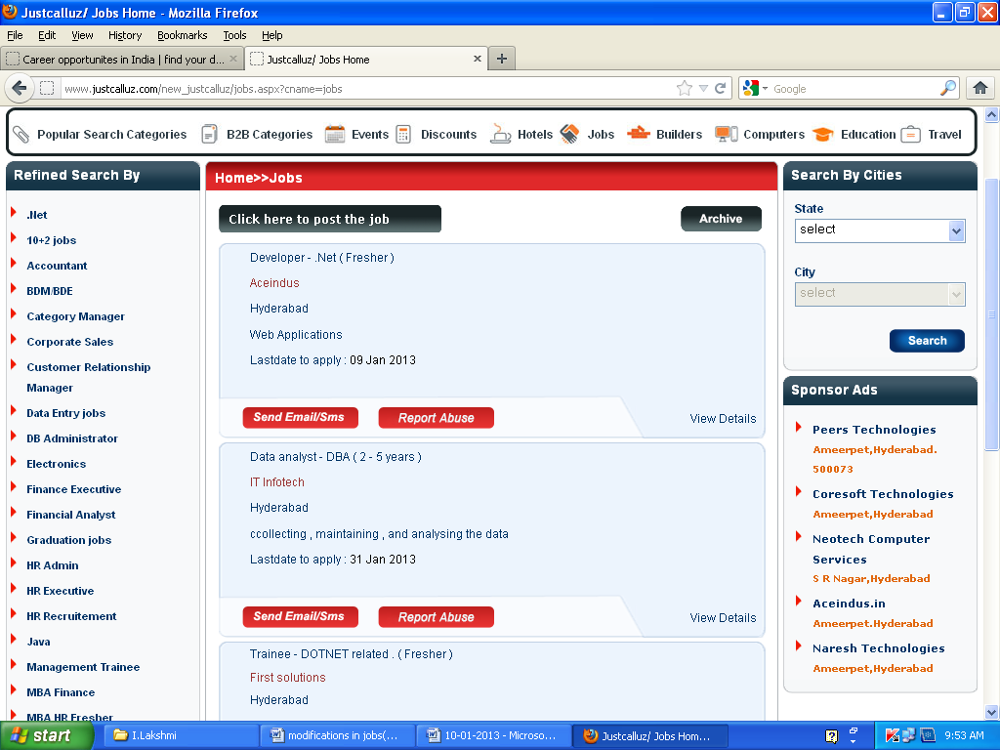 Justcalluz/ Jobs Home - Mozilla Firefox
File Edit View History Bookmarks Tools Help
Career opportunites in India | find your d...
Justcalluz/ Jobs Home
www.justcalluz.com/new_justcalluz/jobs.aspx?cname=jobs
Google
Popular Search Categories B2B Categories Events Discounts Hotels Jobs Builders Computers Education Travel
Refined Search By
.Net
10+2 jobs
Accountant
BDM/BDE
Category Manager
Corporate Sales
Customer Relationship
Manager
Data Entry jobs
DB Administrator
Electronics
Finance Executive
Financial Analyst
Graduation jobs
HR Admin
HR Executive
HR Recruitement
Java
Management Trainee
MBA Finance
MBA HR Fresher
Home>>Jobs
Click here to post the job
Archive
Developer - .Net ( Fresher )
Aceindus
Hyderabad
Web Applications
Lastdate to apply : 09 Jan 2013
Send Email/Sms Report Abuse View Details
Data analyst - DBA ( 2 - 5 years )
IT Infotech
Hyderabad
ccollecting , maintaining , and analysing the data
Lastdate to apply : 31 Jan 2013
Send Email/Sms Report Abuse View Details
Trainee - DOTNET related . ( Fresher )
First solutions
Hyderabad
Search By Cities
State
select
City
select
Search
Sponsor Ads
Peers Technologies
Ameerpet,Hyderabad.
500073
Coresoft Technologies
Ameerpet,Hyderabad
Neotech Computer
Services
S R Nagar,Hyderabad
Aceindus.in
Ameerpet.Hyderabad
Naresh Technologies
Ameerpet,Hyderabad
start I.Lakshmi modifications in jobs(... 10-01-2013 - Microso... Justcalluz/ Jobs Hom... 9:53 AM